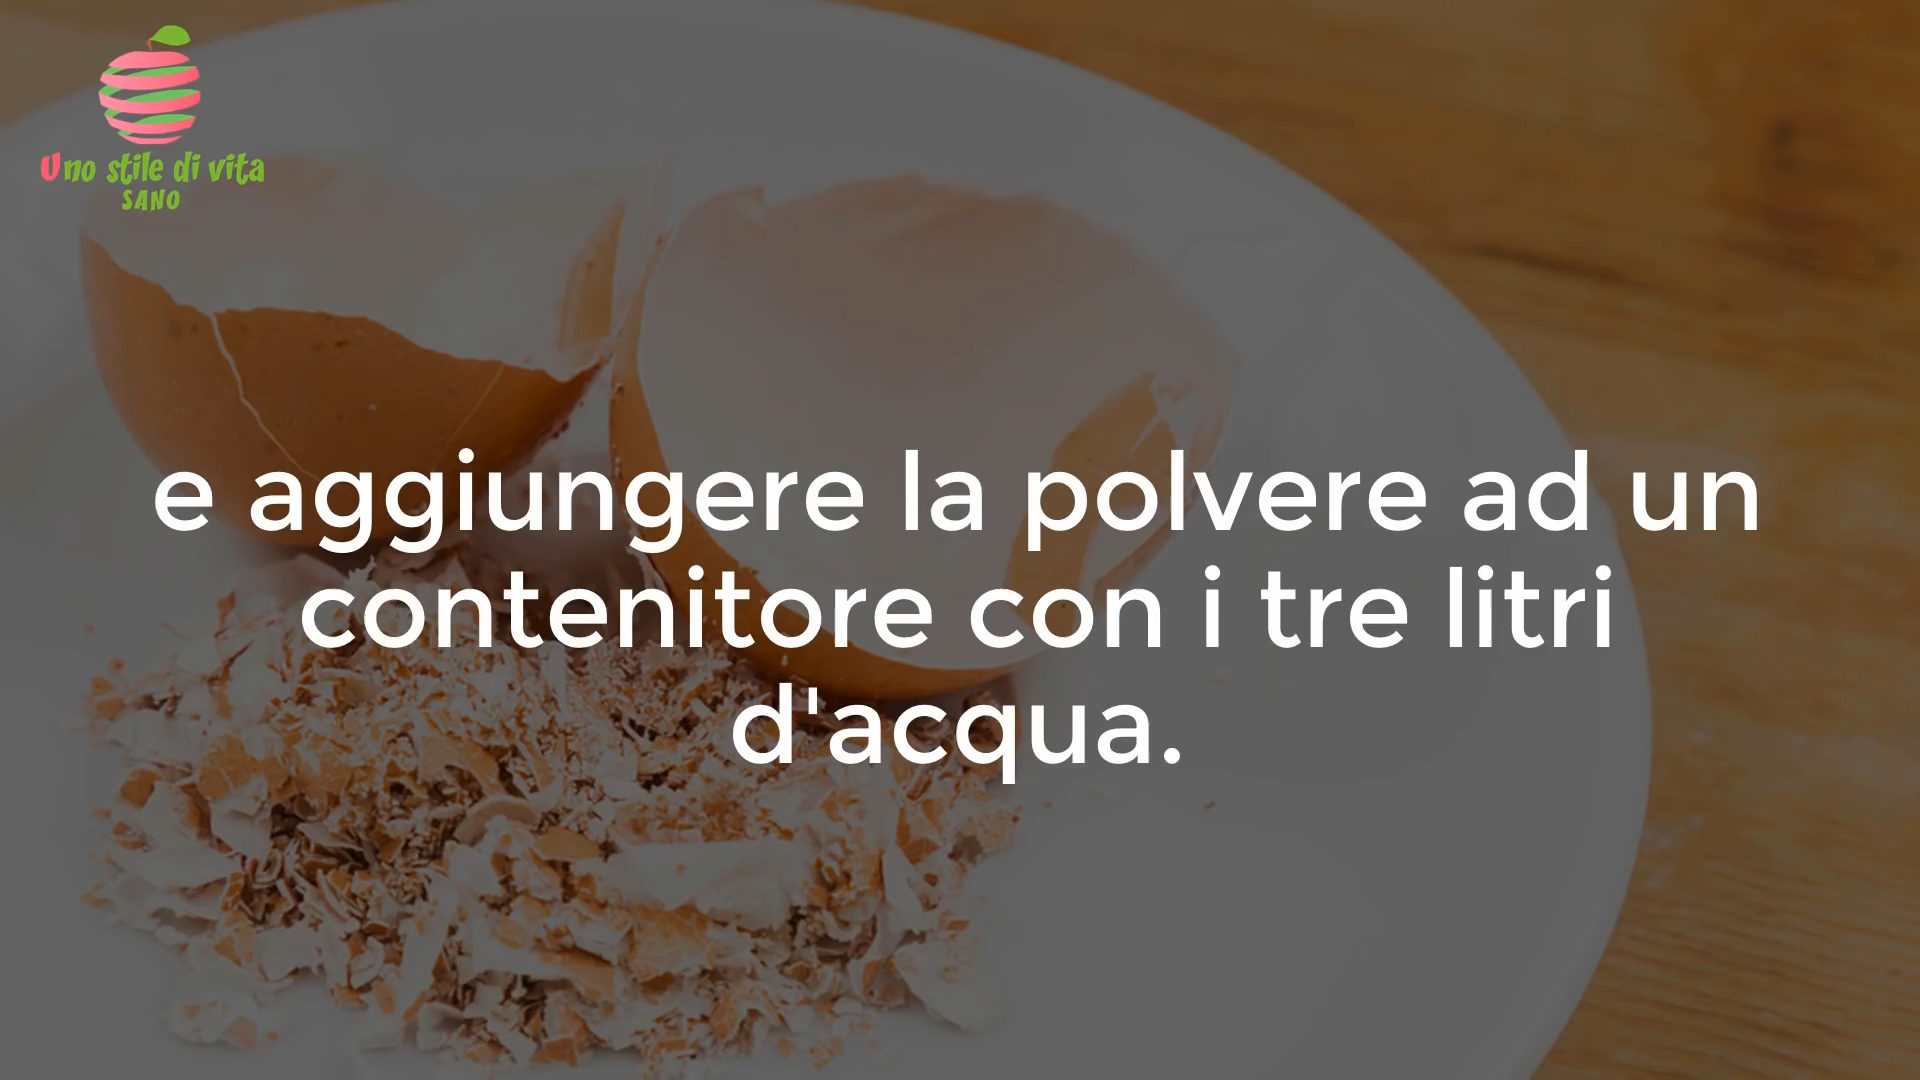 Uno stile di vita
SANO
e aggiungere la polvere ad un
contenitore con i tre litri
d'acqua.